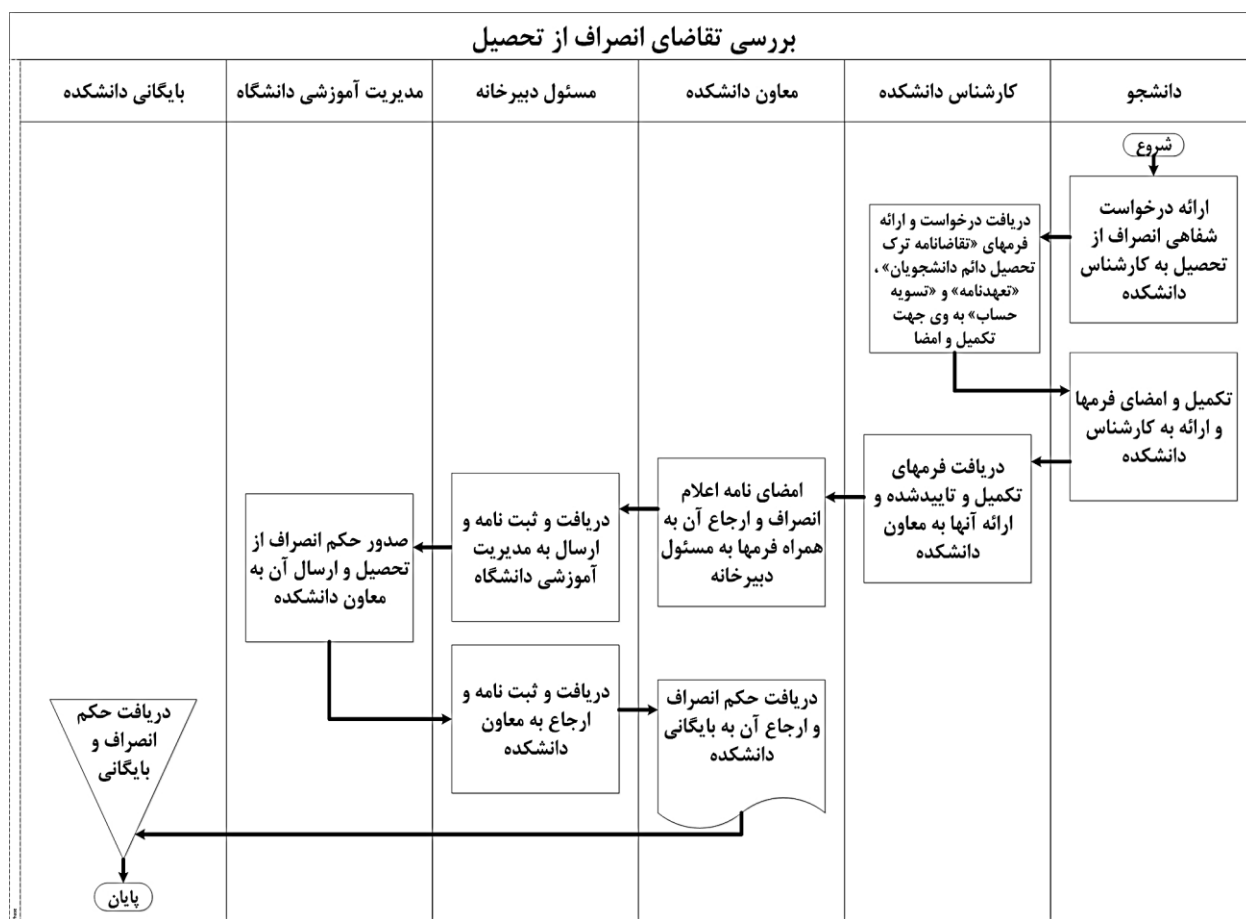 بررسی تقاضای انصراف از تحصیل
دانشجو
کارشناس دانشکده
معاون دانشکده
مسئول دبیرخانه
مدیریت آموزشی دانشگاه
بایگانی دانشکده
شروع
ارائه درخواست
شفاهی انصراف از
تحصیل به کارشناس
دانشکده
دریافت درخواست و ارائه
فرمهای «تقاضانامه ترک
تحصیل دائم دانشجویان» ،
«تعهدنامه» و «تسویه
حساب» به وی جهت
تکمیل و امضا
تکمیل و امضای فرمها
و ارائه به کارشناس
دانشکده
دریافت فرمهای
تکمیل و تاییدشده و
ارائه آنها به معاون
دانشکده
امضای نامه اعلام
انصراف و ارجاع آن به
همراه فرمها به مسئول
دبیرخانه
دریافت و ثبت نامه و
ارسال به مدیریت
آموزشی دانشگاه
صدور حکم انصراف از
تحصیل و ارسال آن به
معاون دانشکده
دریافت و ثبت نامه و
ارجاع به معاون
دانشکده
دریافت حکم انصراف
و ارجاع آن به بایگانی
دانشکده
دریافت حکم
انصراف و
بایگانی
پایان